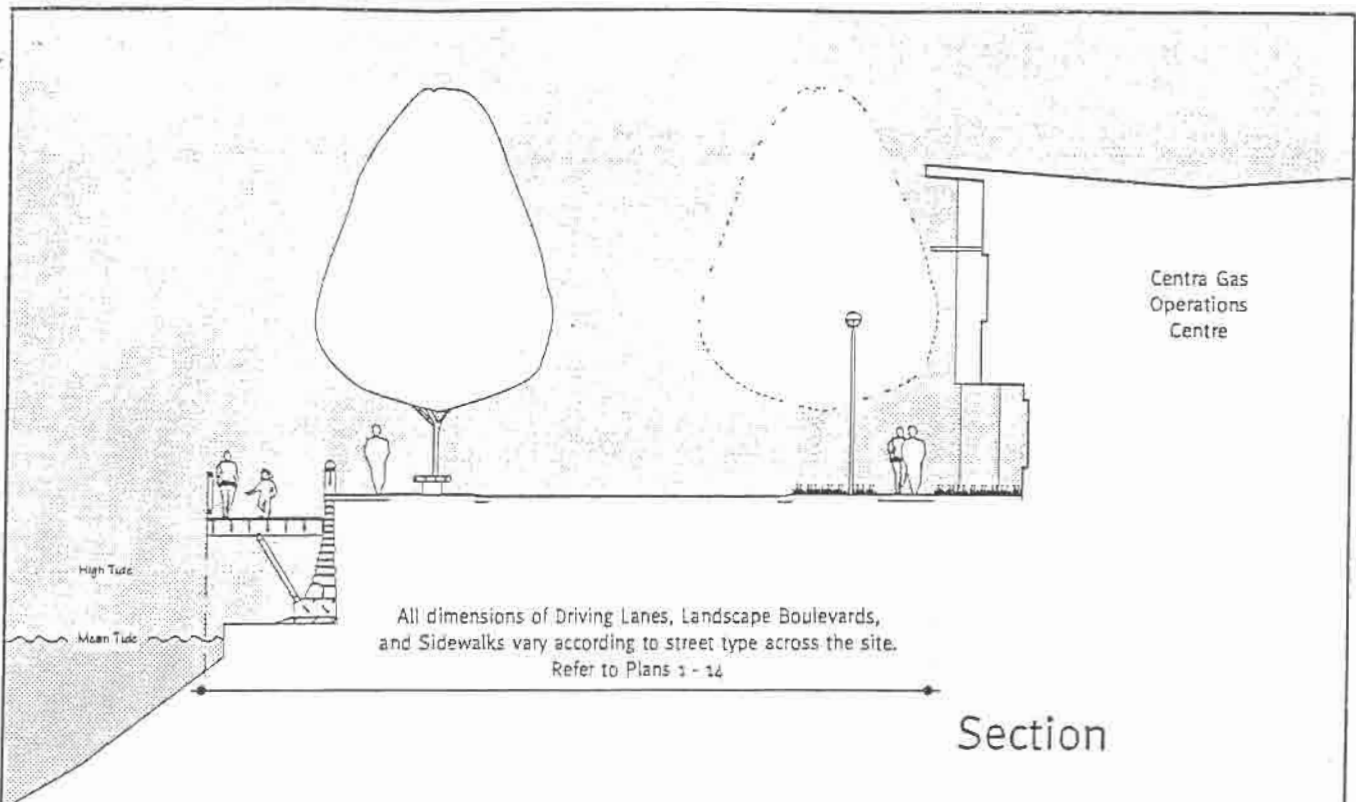 Centra Gas
Operations
Centre
High Tide
Mean Tide
All dimensions of Driving Lanes, Landscape Boulevards,
and Sidewalks vary according to street type across the site.
Refer to Plans 1 - 14
Section